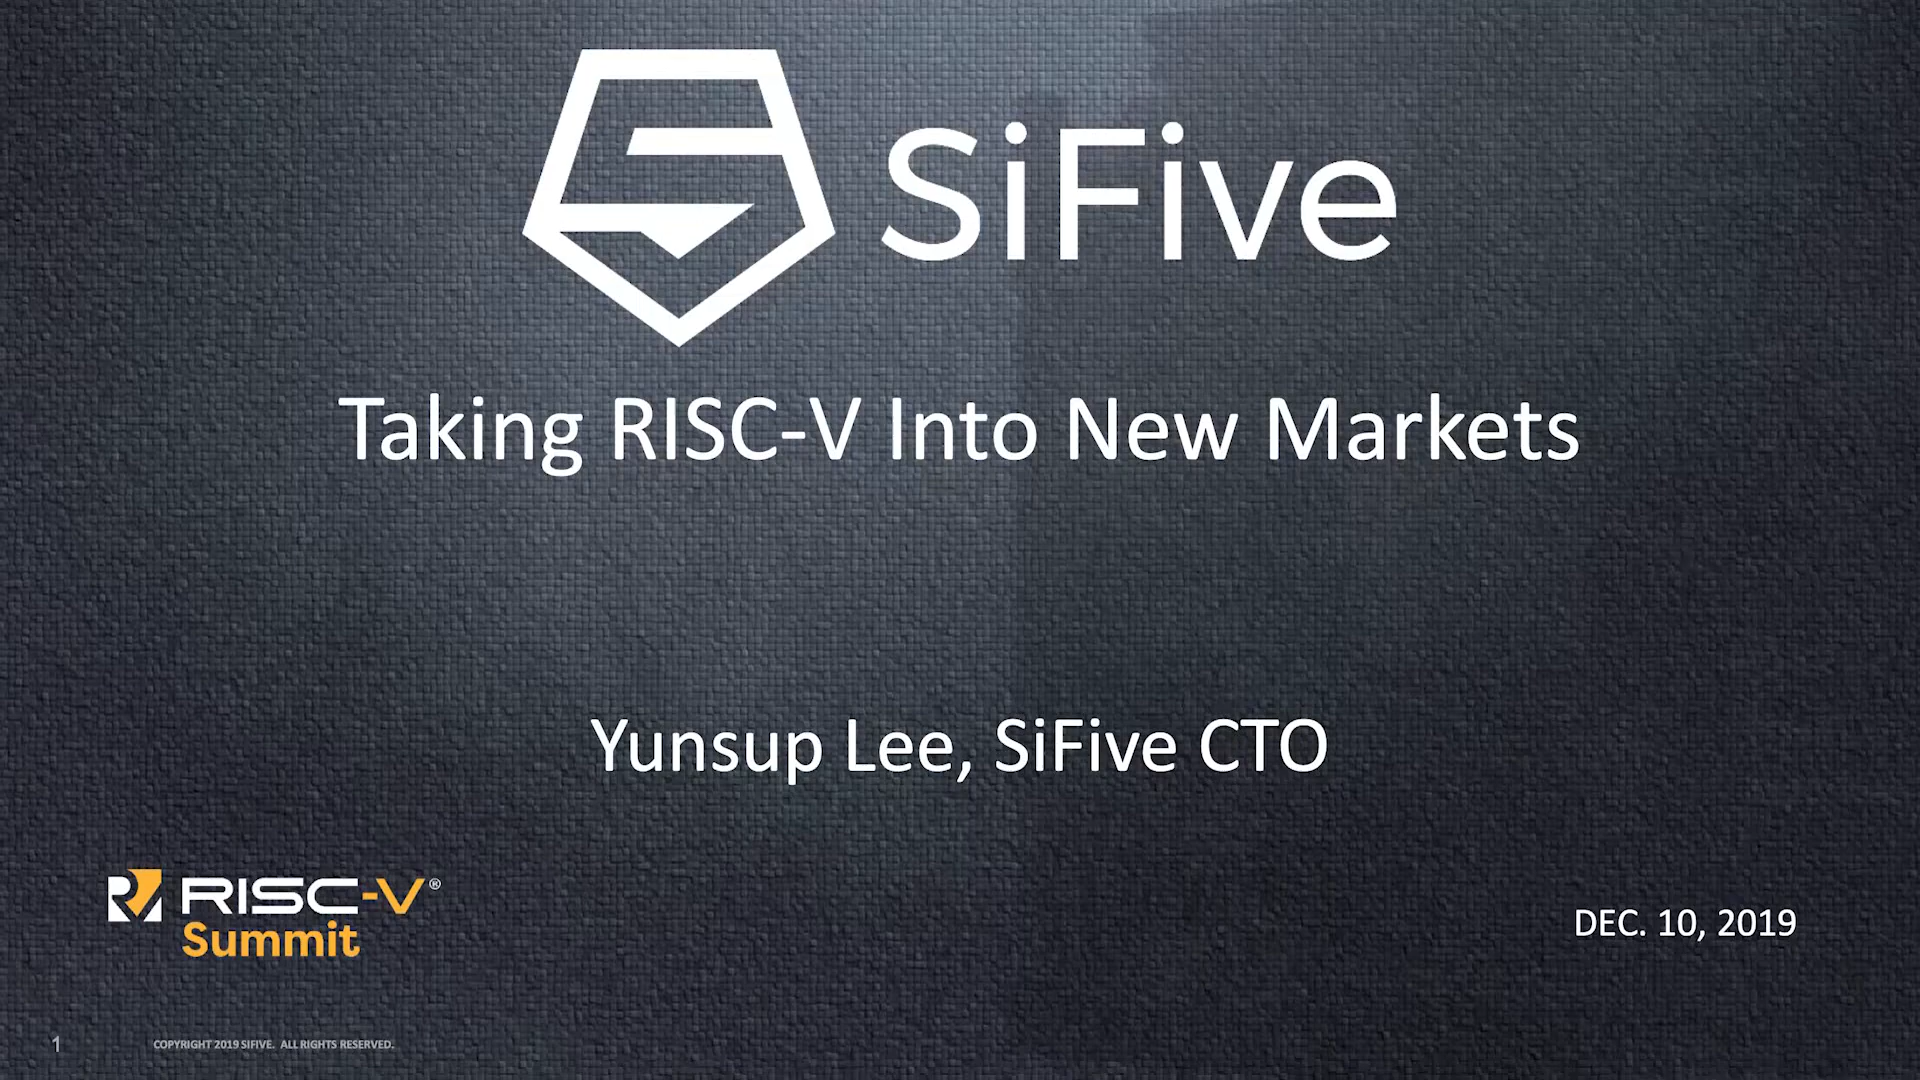 SiFive
Taking RISC-V Into New Markets
Yunsup Lee, SiFive CTO
RISC-V®
Summit
DEC. 10, 2019
1
COPYRIGHT 2019 SIFIVE. ALL RIGHTS RESERVED.